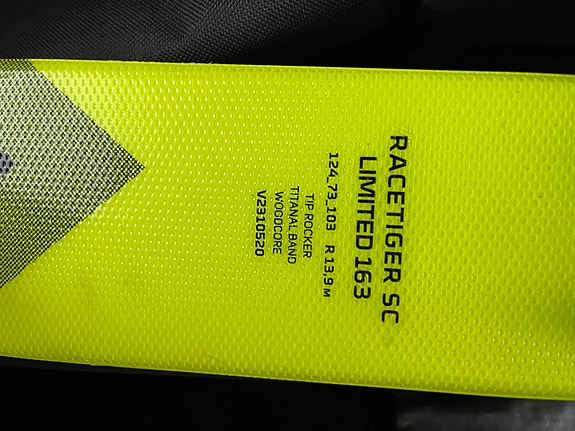 RACETIGER SC
LIMITED 163
124_73_103 R 13,9 M
TIP ROCKER
TITANAL BAND
WOODCORE
V2310520